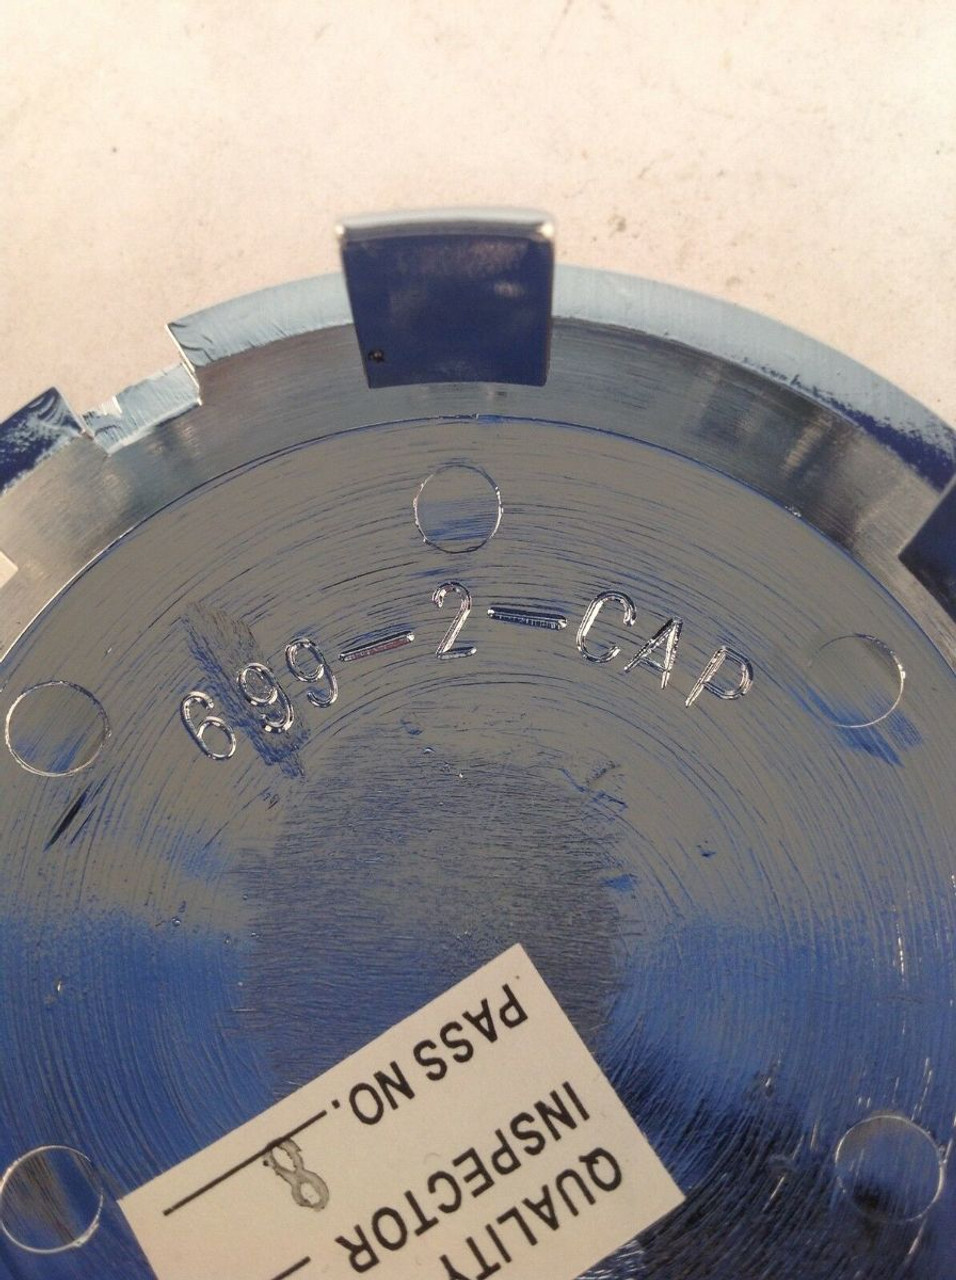 699-2-CAP
QUALITY
INSPECTOR
PASS NO. 8